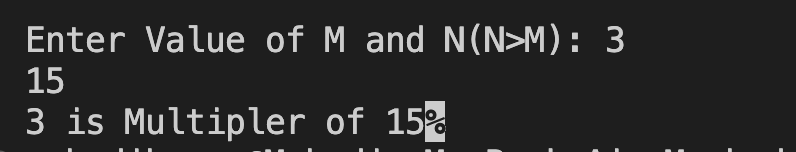 Enter Value of M and N(N>M): 3
15
3 is Multipler of 15%